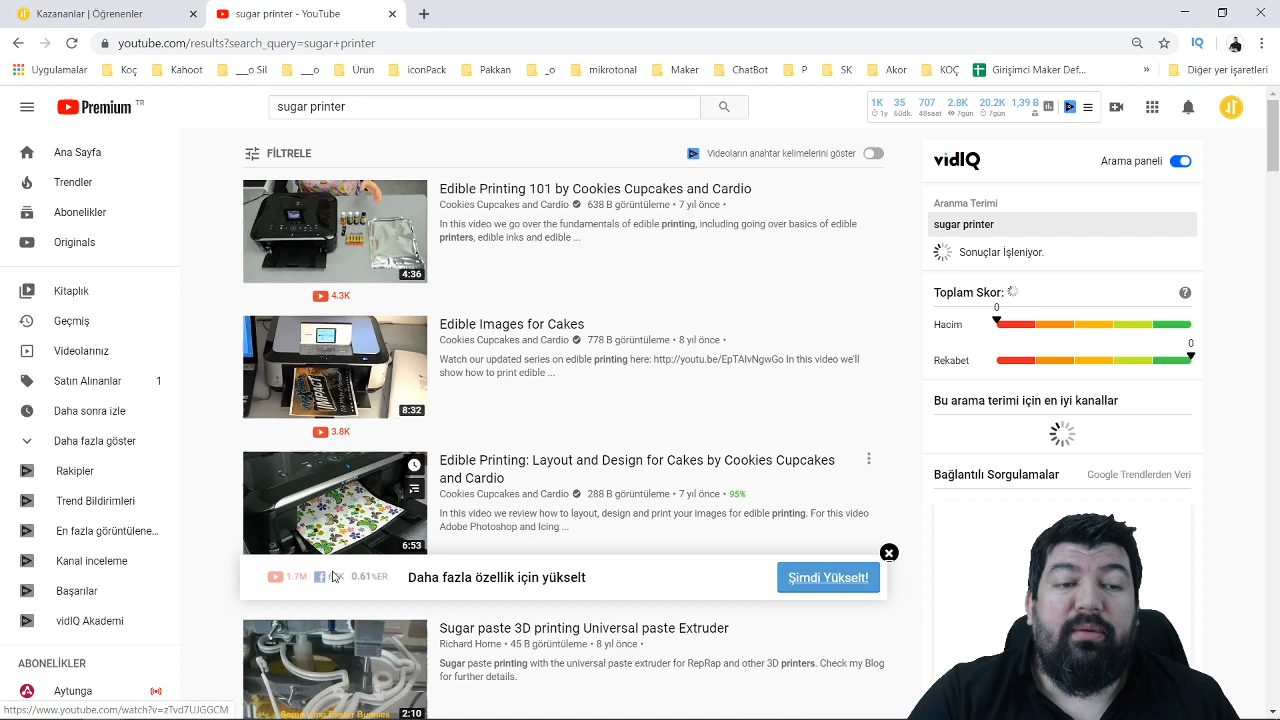 Kazananlar | Öğrenenler
sugar printer - YouTube
youtube.com/results?search_query=sugar+printer
Uygulamalar
Koç
Kahoot
___o Sil
___o
Ürün
iconPack
Pakkan
_o
mikrotonal
Maker
ChatBot
P
SK
Akor
KOÇ
Girişimci Maker Def...
»
Diğer yer işaretleri
Premium TR
sugar printer
1K 35 707 2.8K 20.2K 1,39 B
1y 60dk. 48saat 7gün 7gün
Ana Sayfa
Trendler
Abonelikler
Originals
Kitaplık
Geçmiş
Videolarınız
Satın Alınanlar 1
Daha sonra izle
Daha fazla göster
Rakipler
Trend Bildirimleri
En fazla görüntülene...
Kanal inceleme
Başarılar
vidIQ Akademi
ABONELİKLER
Aytunga
https://www.youtube.com/watch?v=zTvd7UJGGCM
FİLTRELE
Videoların anahtar kelimelerini göster
4:36
4.3K
Edible Printing 101 by Cookies Cupcakes and Cardio
Cookies Cupcakes and Cardio 638 B görüntüleme • 7 yıl önce •
In this video we go over the fundamentals of edible printing, including going over basics of edible
printers, edible inks and edible ...
IMPACT
8:32
3.8K
Edible Images for Cakes
Cookies Cupcakes and Cardio 778 B görüntüleme • 8 yıl önce •
Watch our updated series on edible printing here: http://youtu.be/EpTAIvNgwGo In this video we'll
show how to print edible ...
6:53
Edible Printing: Layout and Design for Cakes by Cookies Cupcakes
and Cardio
Cookies Cupcakes and Cardio 288 B görüntüleme • 7 yıl önce • 95%
In this video we review how to layout, design and print your images for edible printing. For this video
Adobe Photoshop and Icing ...
1.7M 0.61%ER
Daha fazla özellik için yükselt
Şimdi Yükselt!
2:10
Sugar paste 3D printing Universal paste Extruder
Richard Horne • 45 B görüntüleme • 8 yıl önce •
Sugar paste printing with the universal paste extruder for RepRap and other 3D printers. Check my Blog
for further details.
vidIQ
Arama paneli
Aranma Terimi
sugar printer
Sonuçlar İşleniyor.
Toplam Skor:
0
Hacim
0
Rekabet
Bu arama terimi için en iyi kanallar
Bağlantılı Sorgulamalar
Google Trendlerden Veri